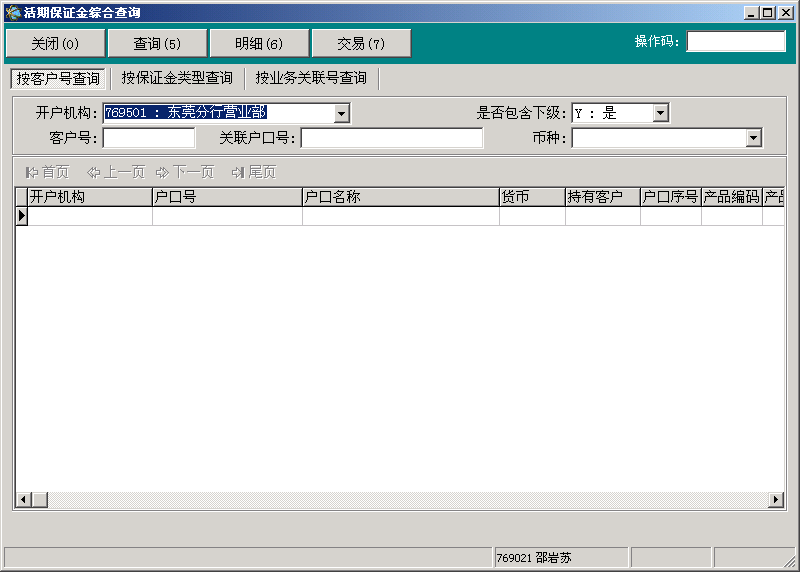 活期保证金综合查询
关闭(0) 查询(5) 明细(6) 交易(7) 操作码:
按客户号查询 按保证金类型查询 按业务关联号查询
开户机构: 769501 : 东莞分行营业部 是否包含下级: Y : 是
客户号: 关联户口号: 币种:
首页 上一页 下一页 尾页
开户机构 户口号 户口名称 货币 持有客户 户口序号 产品编码 产品
769021 邵岩苏